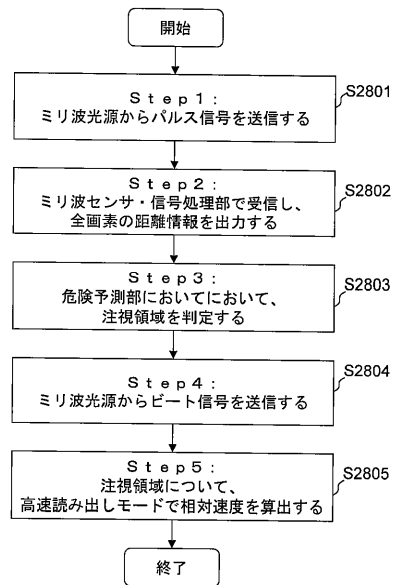 開始
Step1:
ミリ波光源からパルス信号を送信する
S2801
Step2:
ミリ波センサ・信号処理部で受信し、
全画素の距離情報を出力する
S2802
Step3:
危険予測部においてにおいて、
注視領域を判定する
S2803
Step4:
ミリ波光源からビート信号を送信する
S2804
Step5:
注視領域について、
高速読み出しモードで相対速度を算出する
S2805
終了